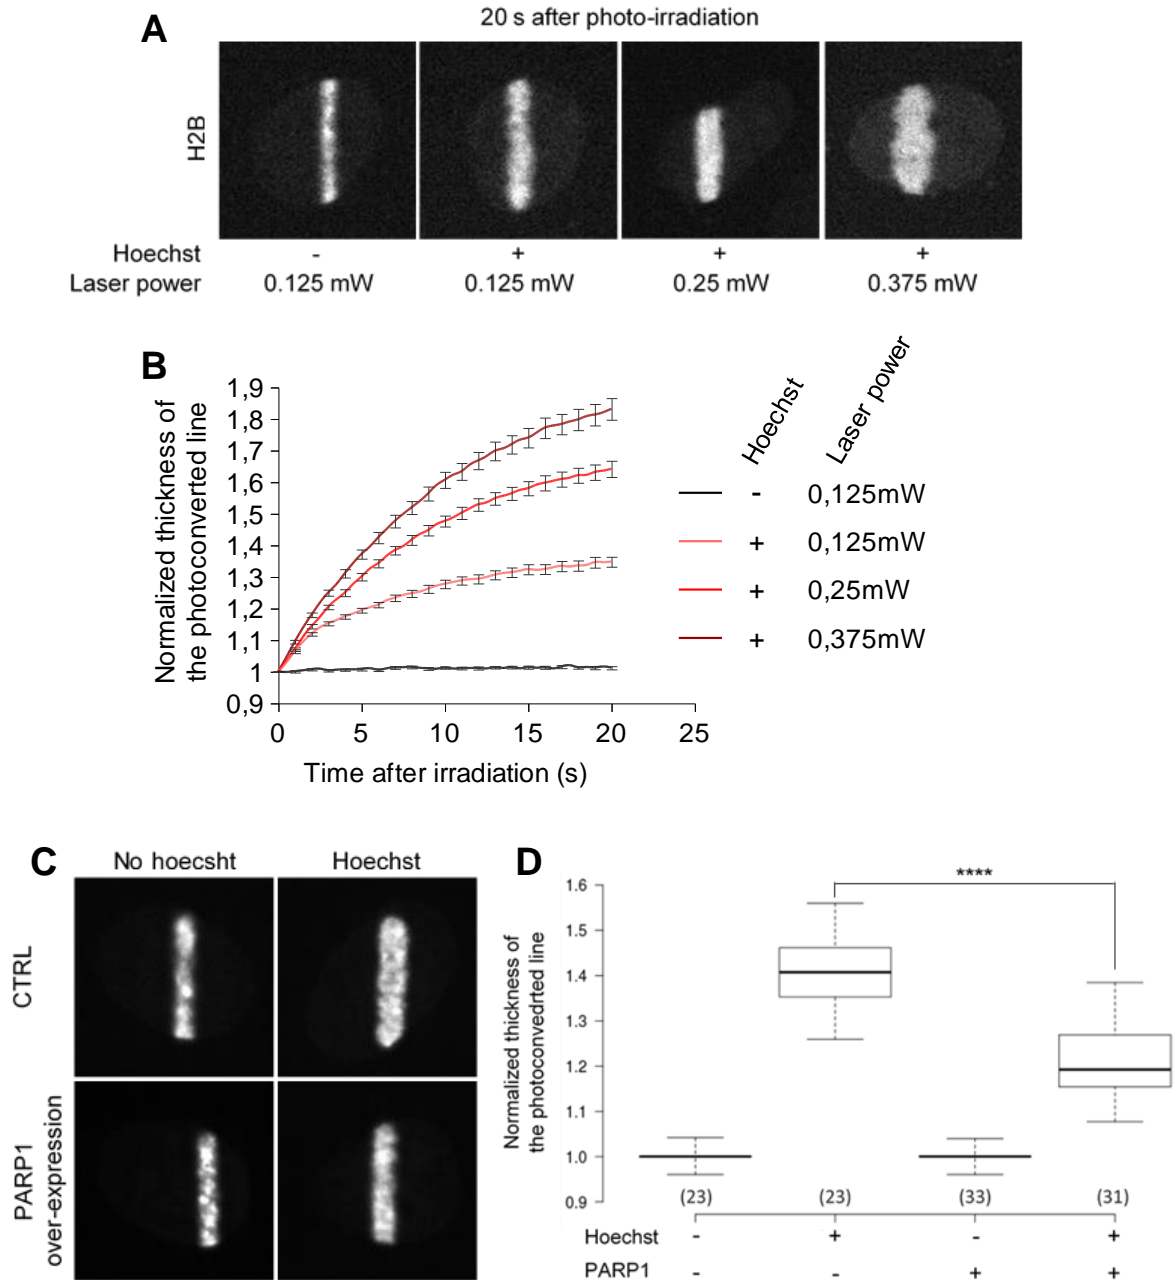 A
20 s after photo-irradiation
H2B
Hoechst - + + +
Laser power 0.125 mW 0.125 mW 0.25 mW 0.375 mW
B
Normalized thickness of
the photoconverted line
1,9
1,8
1,7
1,6
1,5
1,4
1,3
1,2
1,1
1
0,9
0 5 10 15 20 25
Time after irradiation (s)
Hoechst Laser power
- 0,125mW
+ 0,125mW
+ 0,25mW
+ 0,375mW
C
No hoecsht Hoechst
CTRL
PARP1
over-expression
D
Normalized thickness of
the photoconvedrted line
1.6
1.5
1.4
1.3
1.2
1.1
1.0
0.9
****
(23) (23) (33) (31)
Hoechst - + - +
PARP1 - - + +